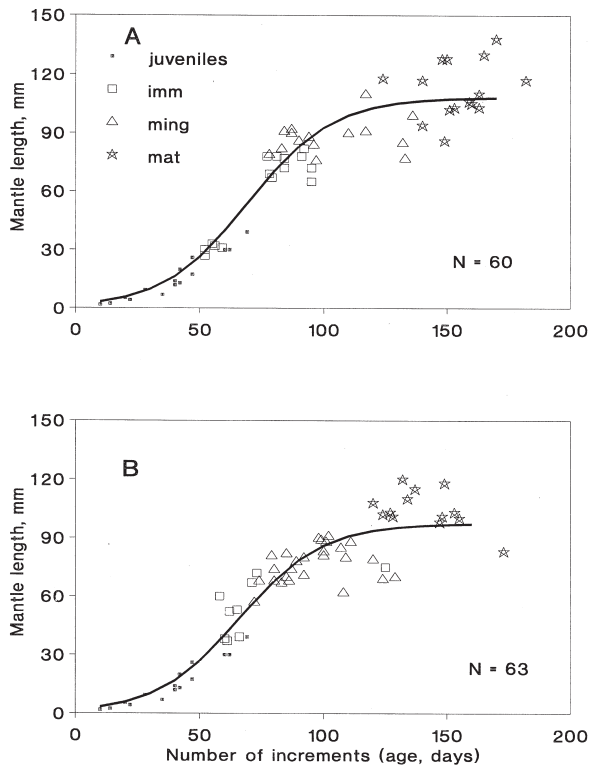 150
A
juveniles
120
imm
ming
90
mat
Mantle length, mm
60
30
N = 60
0
0 50 100 150 200
150
B
120
90
Mantle length, mm
60
30
N = 63
0
0 50 100 150 200
Number of increments (age, days)